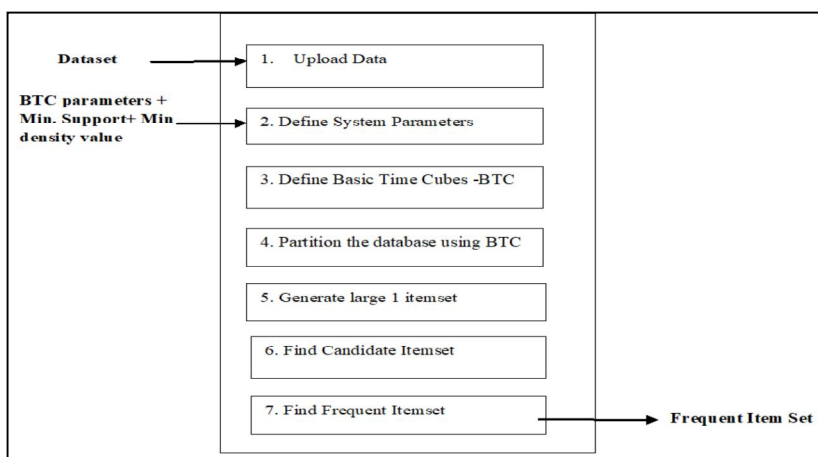 Dataset
1. Upload Data
BTC parameters +
Min. Support+ Min
density value
2. Define System Parameters
3. Define Basic Time Cubes -BTC
4. Partition the database using BTC
5. Generate large 1 itemset
6. Find Candidate Itemset
7. Find Frequent Itemset
Frequent Item Set